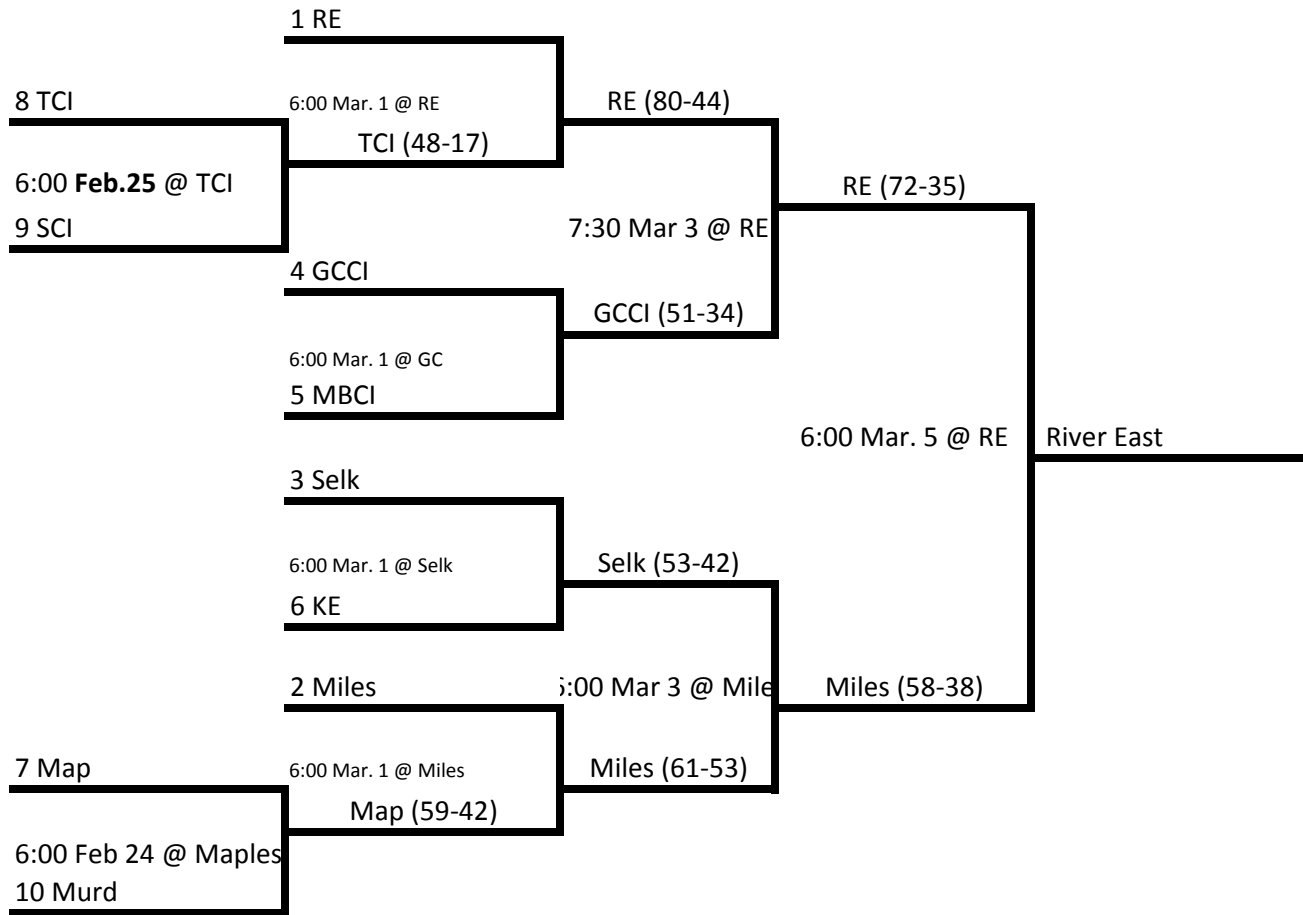 1 RE
8 TCI
6:00 Mar. 1 @ RE
RE (80-44)
TCI (48-17)
6:00 Feb.25 @ TCI
RE (72-35)
9 SCI
7:30 Mar 3 @ RE
4 GCCI
GCCI (51-34)
6:00 Mar. 1 @ GC
5 MBCI
6:00 Mar. 5 @ RE
River East
3 Selk
6:00 Mar. 1 @ Selk
Selk (53-42)
6 KE
2 Miles
:00 Mar 3 @ Mile
Miles (58-38)
7 Map
6:00 Mar. 1 @ Miles
Miles (61-53)
Map (59-42)
6:00 Feb 24 @ Maples
10 Murd